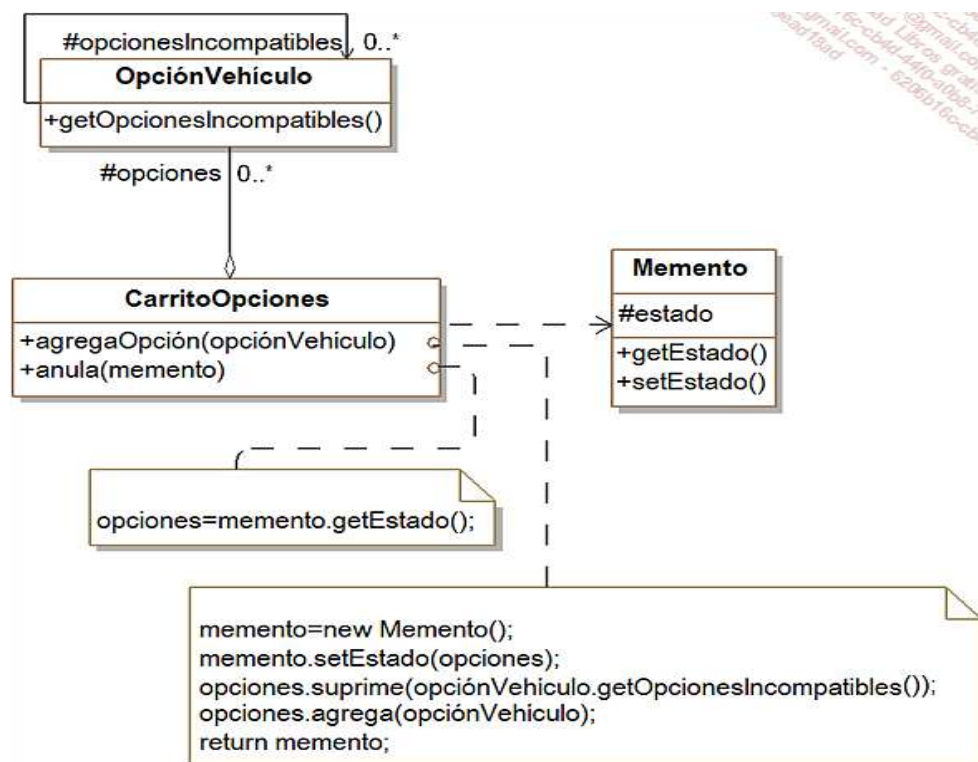 #opcionesIncompatibles 0..*
OpciónVehículo
+getOpcionesIncompatibles()
#opciones 0..*
CarritoOpciones
+agregaOpción(opciónVehículo)
+anula(memento)
Memento
#estado
+getEstado()
+setEstado()
opciones=memento.getEstado();
memento=new Memento();
memento.setEstado(opciones);
opciones.suprime(opciónVehiculo.getOpcionesIncompatibles());
opciones.agrega(opciónVehiculo);
return memento;